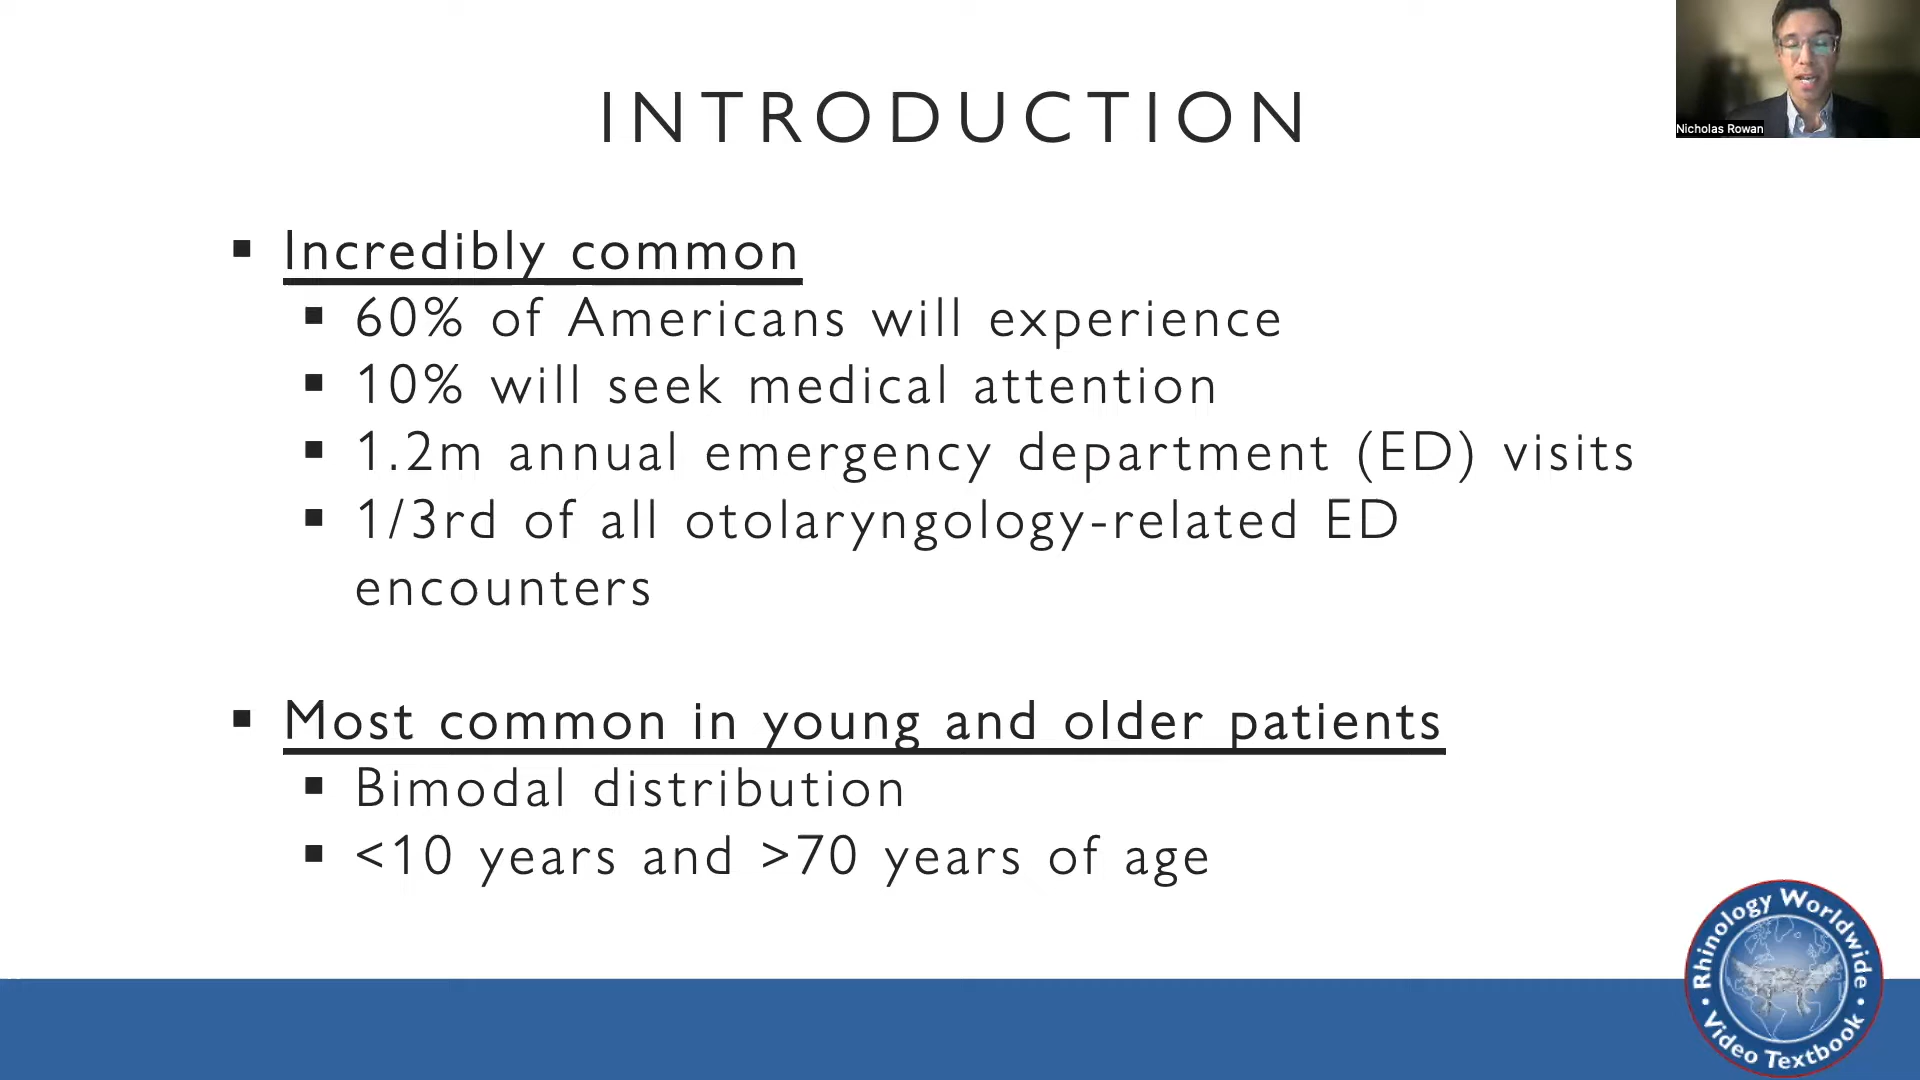 INTRODUCTION
Nicholas Rowan
▪ Incredibly common
▪ 60% of Americans will experience
▪ 10% will seek medical attention
▪ 1.2m annual emergency department (ED) visits
▪ 1/3rd of all otolaryngology-related ED
encounters
▪ Most common in young and older patients
▪ Bimodal distribution
▪ <10 years and >70 years of age
Rhinology Worldwide
• Video Textbook •